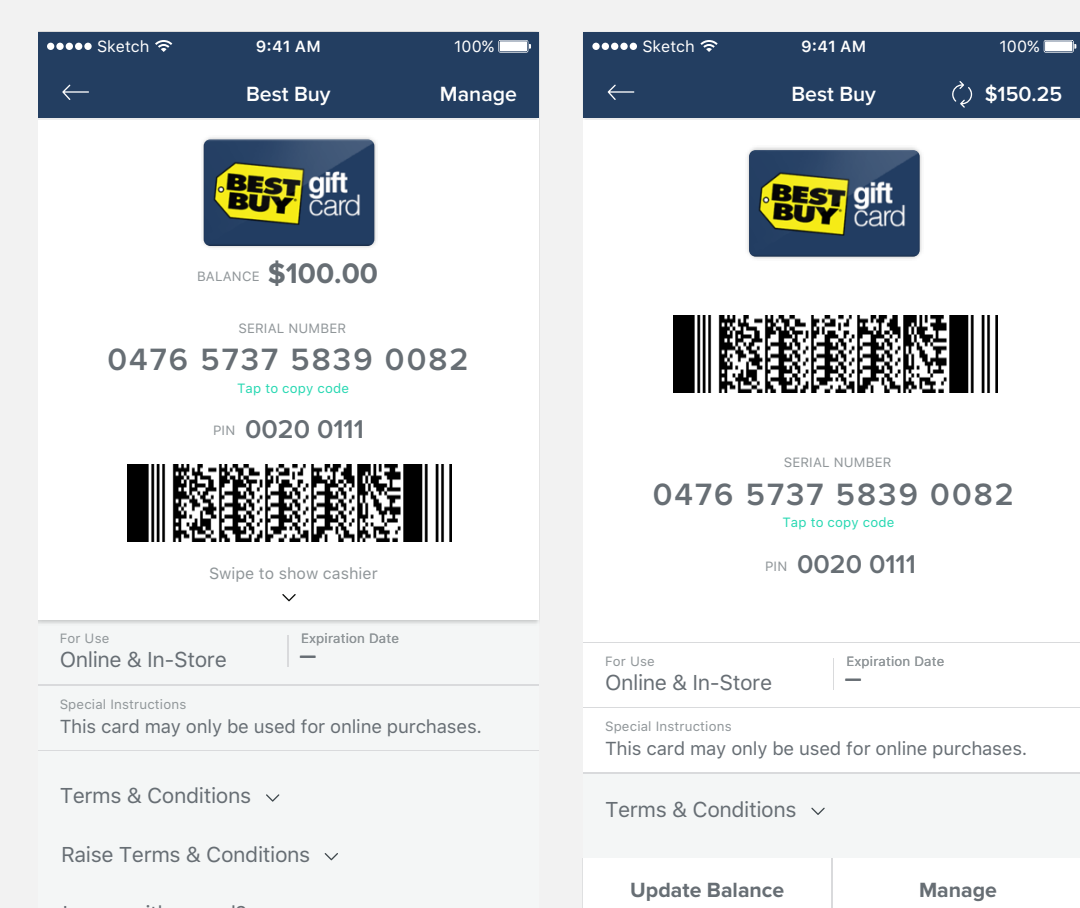 Sketch 9:41 AM 100%
Best Buy Manage
BEST BUY gift card
BALANCE $100.00
SERIAL NUMBER
0476 5737 5839 0082
Tap to copy code
PIN 0020 0111
Swipe to show cashier
For Use
Online & In-Store
Expiration Date
—
Special Instructions
This card may only be used for online purchases.
Terms & Conditions
Raise Terms & Conditions
Sketch 9:41 AM 100%
Best Buy $150.25
BEST BUY gift card
SERIAL NUMBER
0476 5737 5839 0082
Tap to copy code
PIN 0020 0111
For Use
Online & In-Store
Expiration Date
—
Special Instructions
This card may only be used for online purchases.
Terms & Conditions
Update Balance Manage